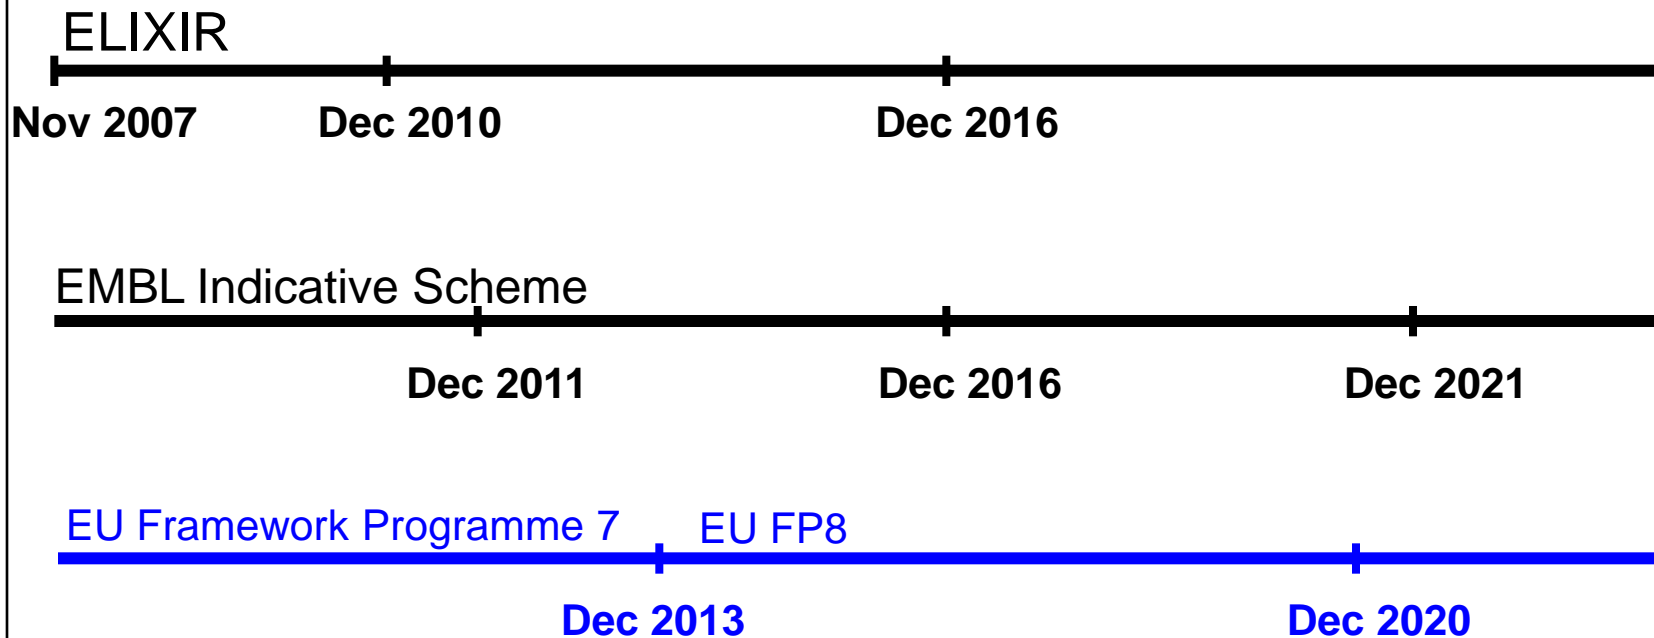 ELIXIR
Nov 2007 Dec 2010 Dec 2016
EMBL Indicative Scheme
Dec 2011 Dec 2016 Dec 2021
EU Framework Programme 7 EU FP8
Dec 2013 Dec 2020